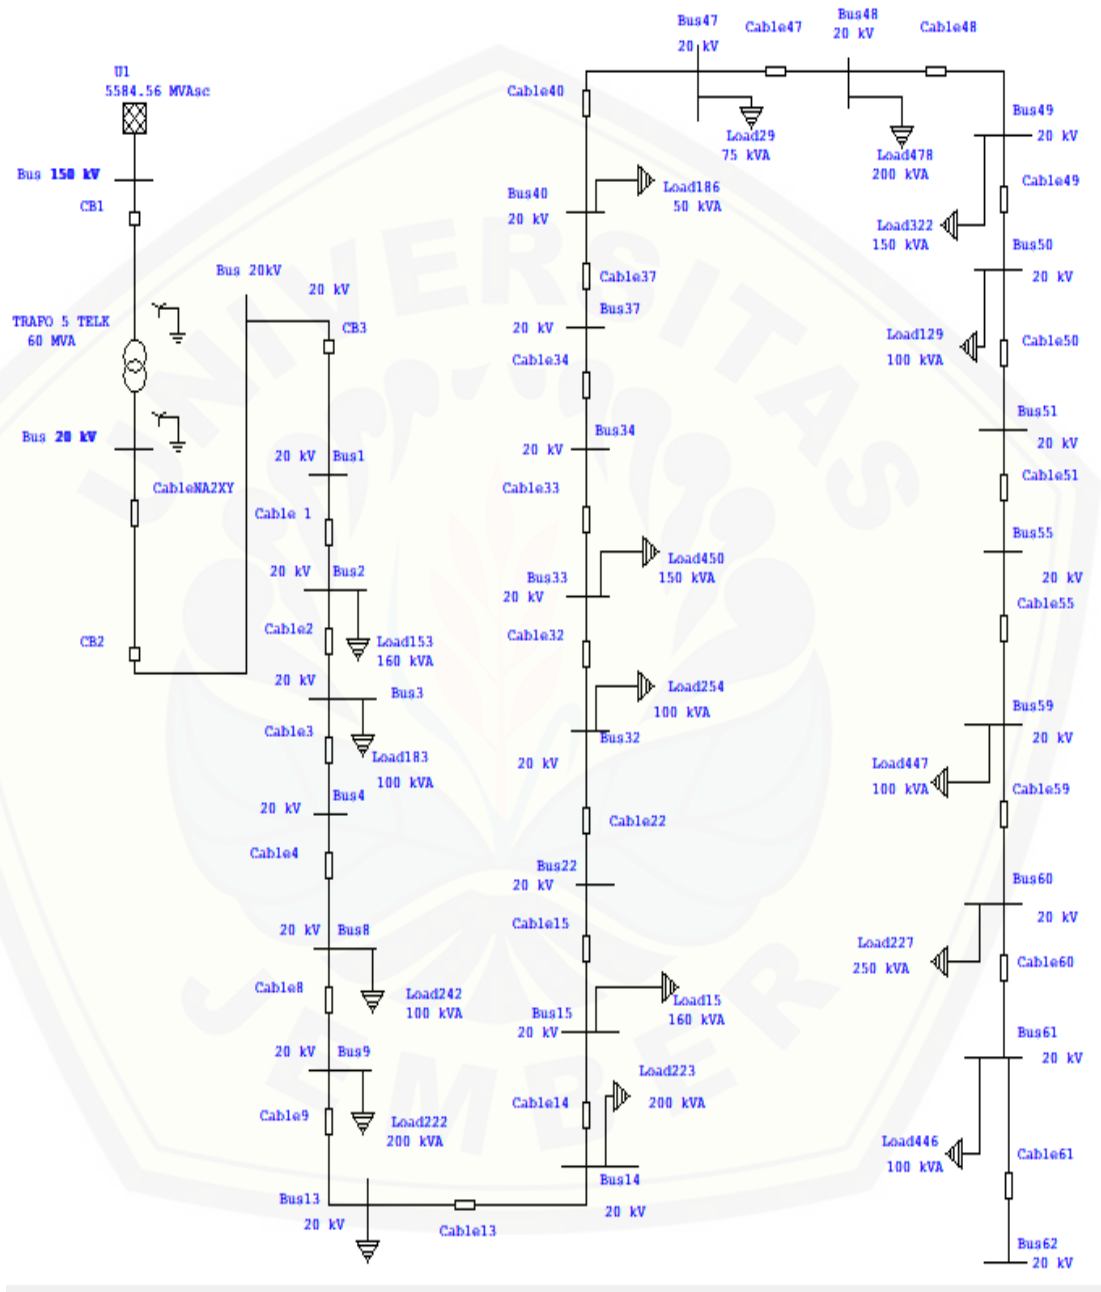 U1
5584.56 MVAsc
Bus 150 kV
CB1
TRAFO 5 TELK
60 MVA
Bus 20 kV
CableNA2XY
CB2
Bus 20kV
20 kV
CB3
20 kV Bus1
Cable 1
20 kV Bus2
Cable2
Load153
160 kVA
20 kV
Bus3
Cable3
Load183
100 kVA
Bus4
20 kV
Cable4
20 kV Bus8
Cable8
Load242
100 kVA
20 kV Bus9
Cable9
Load222
200 kVA
Bus13
20 kV
Cable13
Bus14
20 kV
Load223
200 kVA
Cable14
Bus15
20 kV
Load15
160 kVA
Cable15
Bus22
20 kV
Cable22
Bus32
20 kV
Load254
100 kVA
Cable32
Bus33
20 kV
Load450
150 kVA
Cable33
Bus34
20 kV
Cable34
Bus37
20 kV
Cable37
Bus40
20 kV
Load186
50 kVA
Cable40
Bus47
20 kV
Load29
75 kVA
Cable47
Bus48
20 kV
Load478
200 kVA
Cable48
Bus49
20 kV
Load322
150 kVA
Cable49
Bus50
20 kV
Load129
100 kVA
Cable50
Bus51
20 kV
Cable51
Bus55
20 kV
Cable55
Bus59
20 kV
Load447
100 kVA
Cable59
Bus60
20 kV
Load227
250 kVA
Cable60
Bus61
20 kV
Load446
100 kVA
Cable61
Bus62
20 kV
UNIVERSITAS
JEMBER